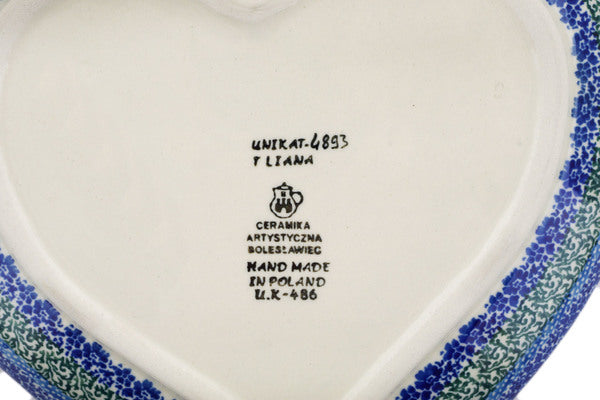 UNIKAT-4893
T LIANA
CERAMIKA
ARTYSTYCZNA
BOLESŁAWIEC
HAND MADE
IN POLAND
U.K-486